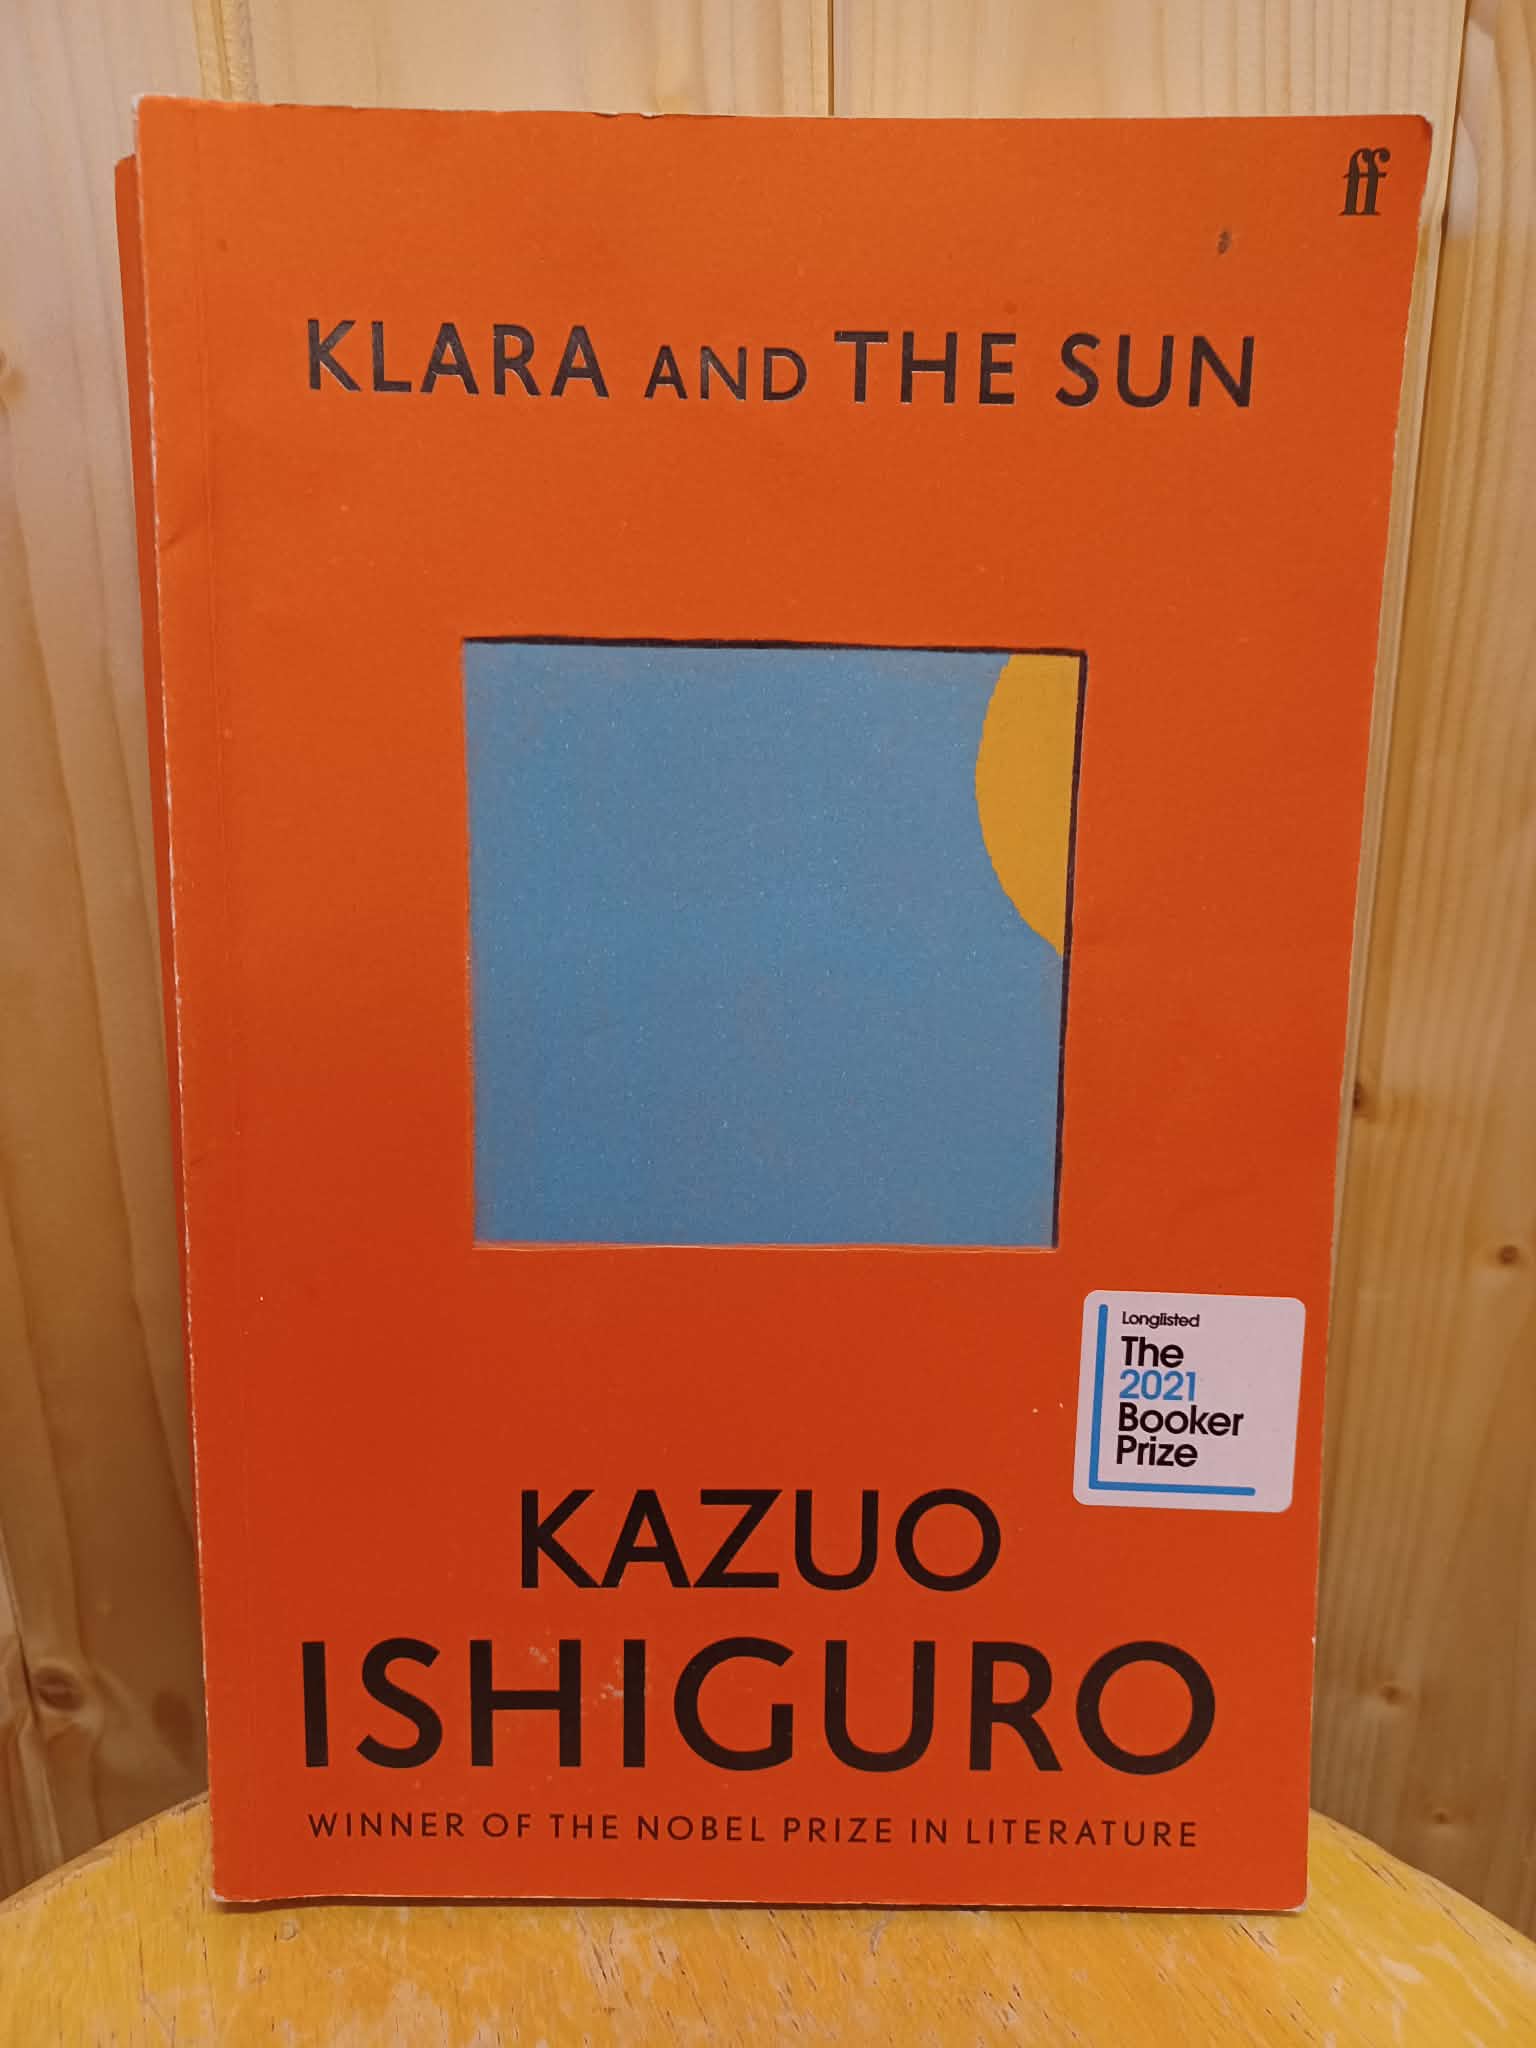 ff
KLARA AND THE SUN
Longlisted
The
2021
Booker
Prize
KAZUO
ISHIGURO
WINNER OF THE NOBEL PRIZE IN LITERATURE